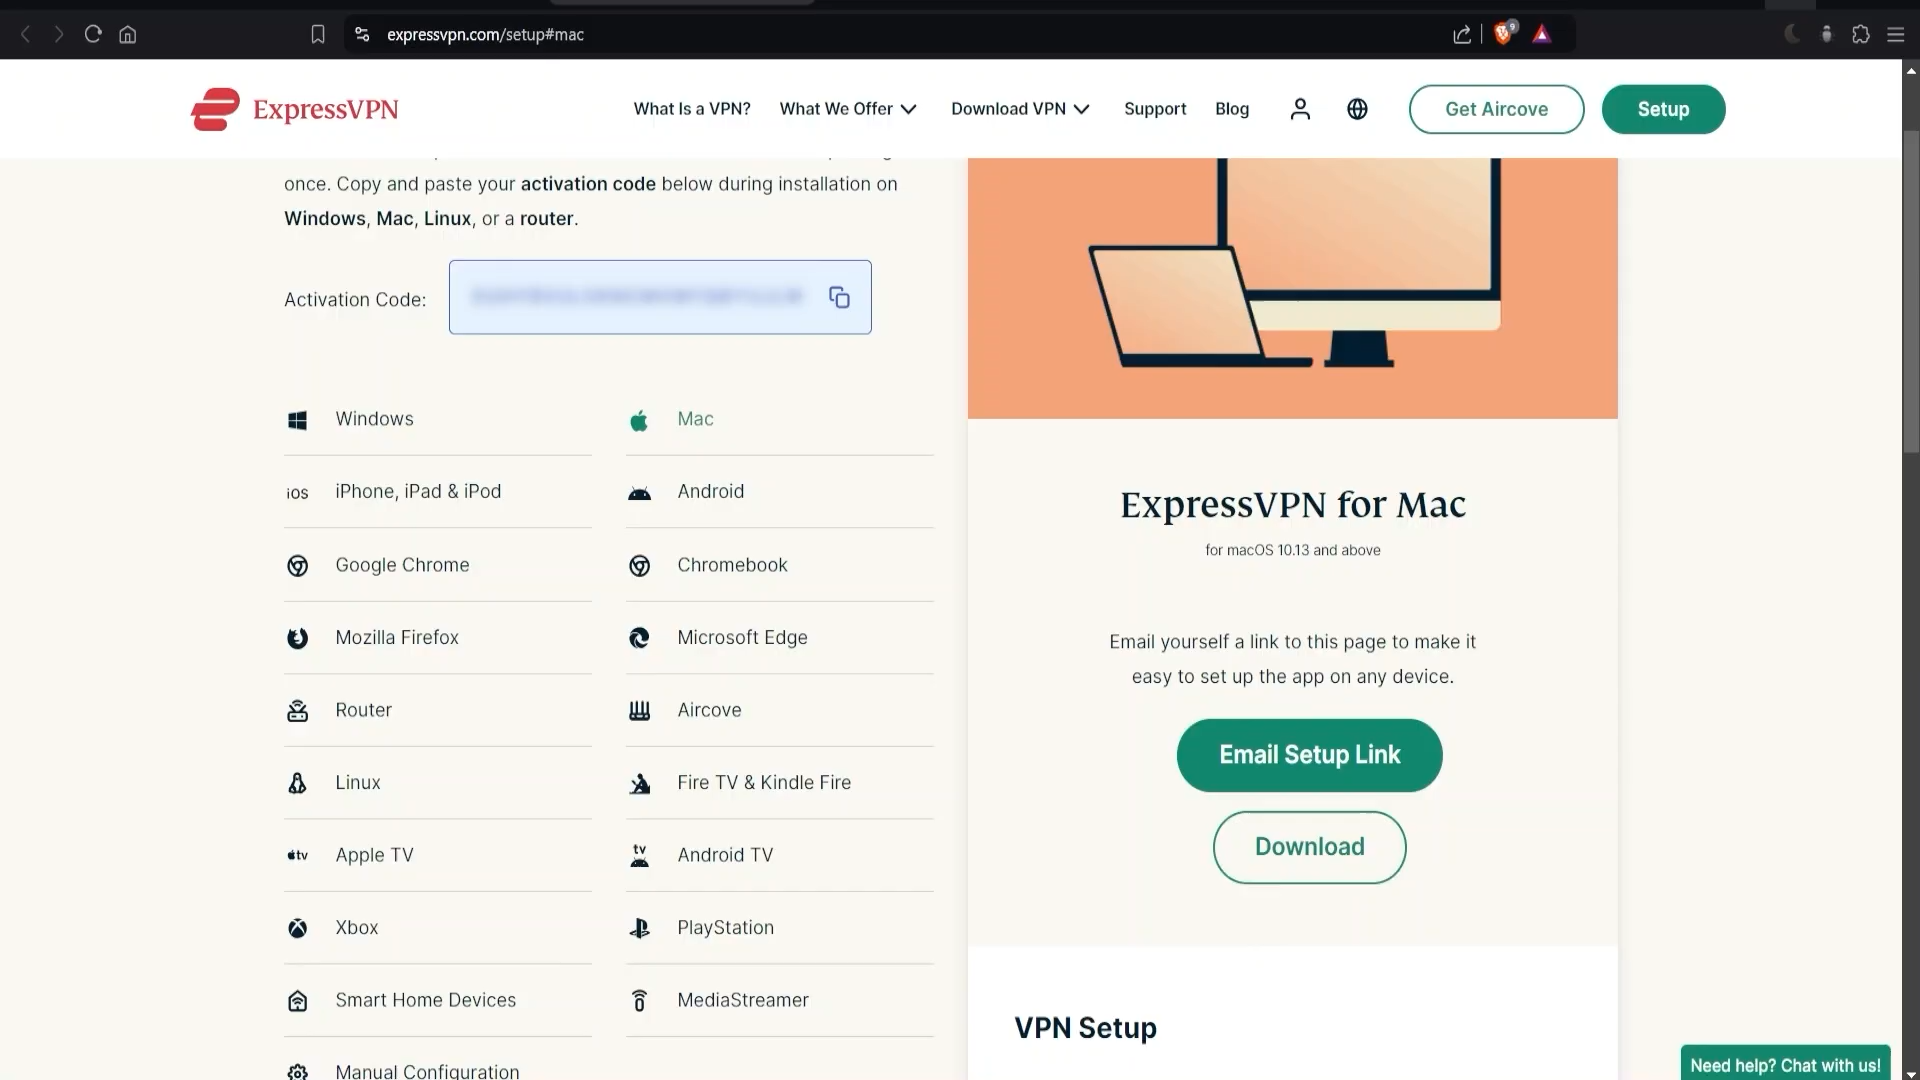 expressvpn.com/setup#mac
9
ExpressVPN
What Is a VPN?
What We Offer
Download VPN
Support
Blog
Get Aircove
Setup
once. Copy and paste your activation code below during installation on
Windows, Mac, Linux, or a router.
Activation Code:
Windows
Mac
iOS
iPhone, iPad & iPod
Android
Google Chrome
Chromebook
Mozilla Firefox
Microsoft Edge
Router
Aircove
Linux
Fire TV & Kindle Fire
tv
Apple TV
tv
Android TV
Xbox
PlayStation
Smart Home Devices
MediaStreamer
Manual Configuration
ExpressVPN for Mac
for macOS 10.13 and above
Email yourself a link to this page to make it
easy to set up the app on any device.
Email Setup Link
Download
VPN Setup
Need help? Chat with us!